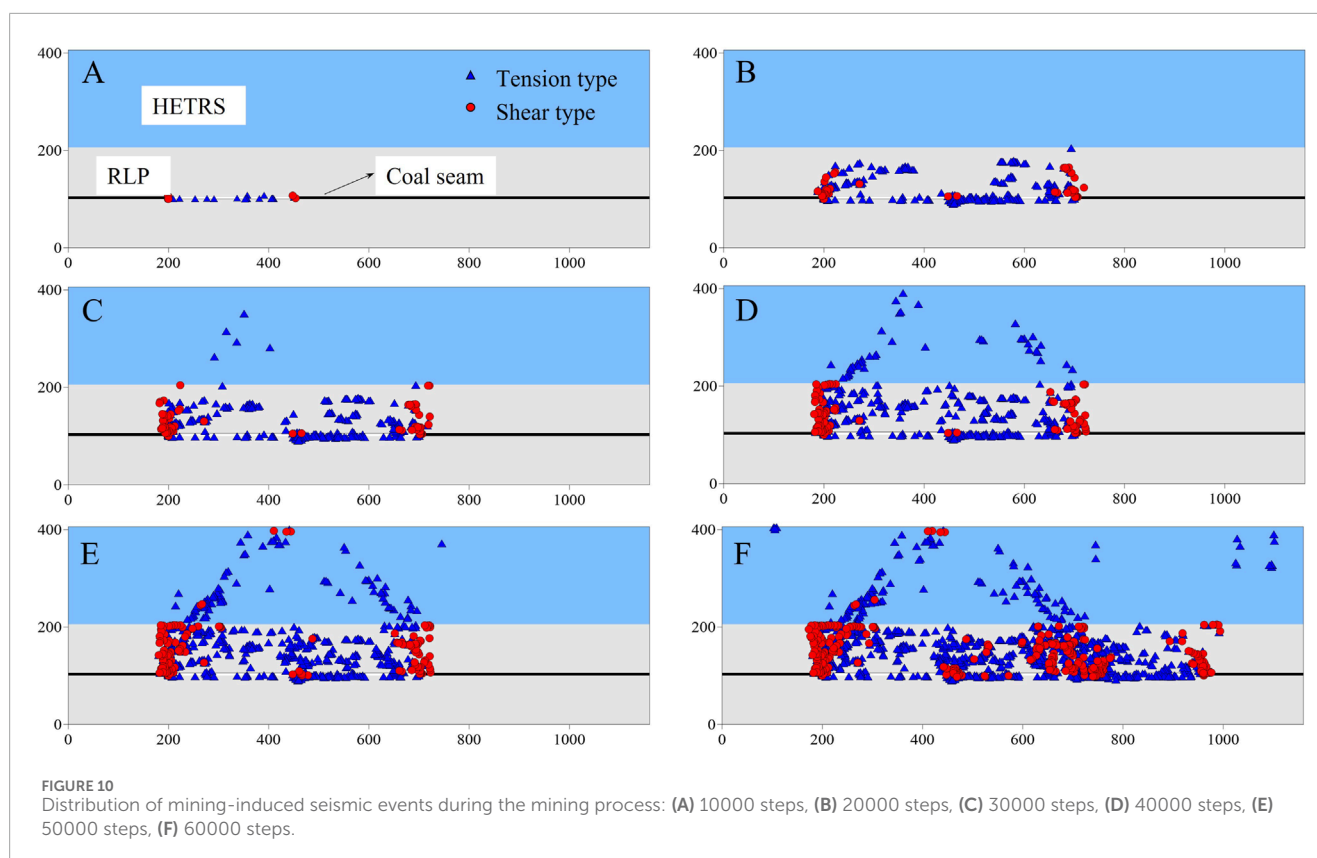 400
A
Tension type
HETRS
Shear type
200
RLP
Coal seam
0
0 200 400 600 800 1000
400
B
200
0
0 200 400 600 800 1000
400
C
200
0
0 200 400 600 800 1000
400
D
200
0
0 200 400 600 800 1000
400
E
200
0
0 200 400 600 800 1000
400
F
200
0
0 200 400 600 800 1000
FIGURE 10
Distribution of mining-induced seismic events during the mining process: (A) 10000 steps, (B) 20000 steps, (C) 30000 steps, (D) 40000 steps, (E)
50000 steps, (F) 60000 steps.